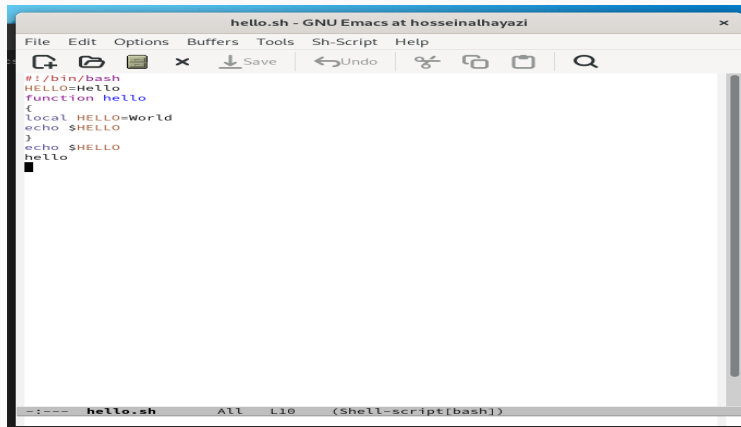 hello.sh - GNU Emacs at hosseinalhayazi
File Edit Options Buffers Tools Sh-Script Help
Save Undo
#!/bin/bash
HELLO=Hello
function hello
{
local HELLO=World
echo $HELLO
}
echo $HELLO
hello
-:--- hello.sh All L10 (Shell-script[bash])